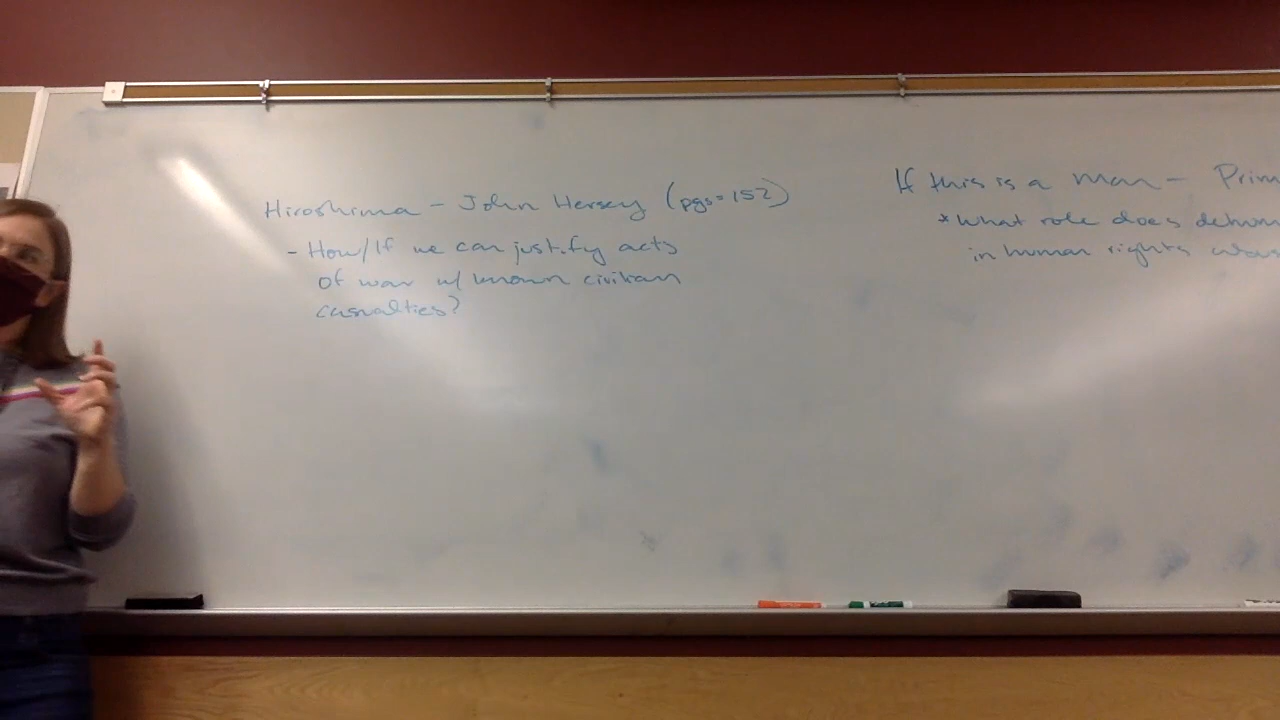 Hiroshima - John Hersey (pgs=152)
- How/If we can justify acts
of war w/ known civilian
casualties?
If this is a Man - Prim
* What role does dehum
in human rights